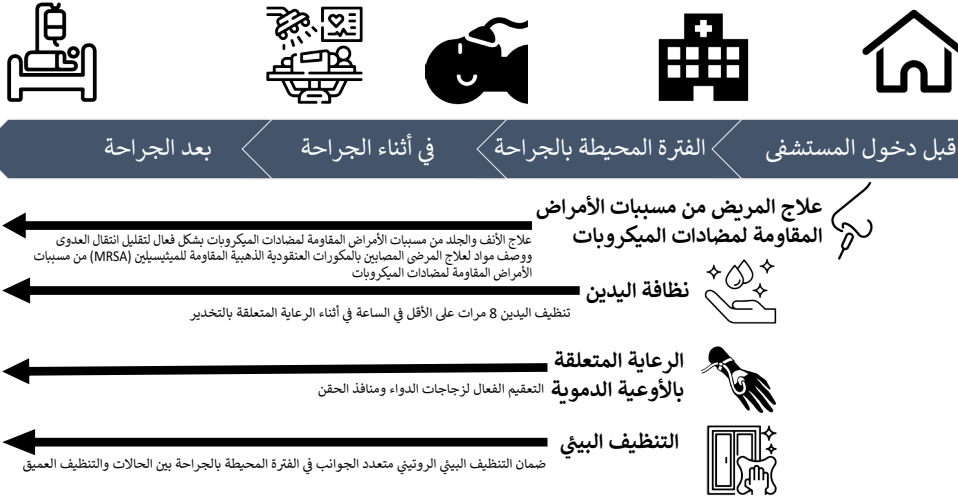 قبل دخول المستشفى
الفترة المحيطة بالجراحة
في أثناء الجراحة
بعد الجراحة
علاج المريض من مسببات الأمراض
المقاومة لمضادات الميكروبات
علاج الأنف والجلد من مسببات الأمراض المقاومة لمضادات الميكروبات بشكل فعال لتقليل انتقال العدوى
ووصف مواد لعلاج المرضى المصابين بالمكورات العنقودية الذهبية المقاومة للميثيسيلين (MRSA) من مسببات
الأمراض المقاومة لمضادات الميكروبات
نظافة اليدين
تنظيف اليدين 8 مرات على الأقل في الساعة في أثناء الرعاية المتعلقة بالتخدير
الرعاية المتعلقة
بالأوعية الدموية
التعقيم الفعال لزجاجات الدواء ومنافذ الحقن
التنظيف البيئي
ضمان التنظيف البيئي الروتيني متعدد الجوانب في الفترة المحيطة بالجراحة بين الحالات والتنظيف العميق